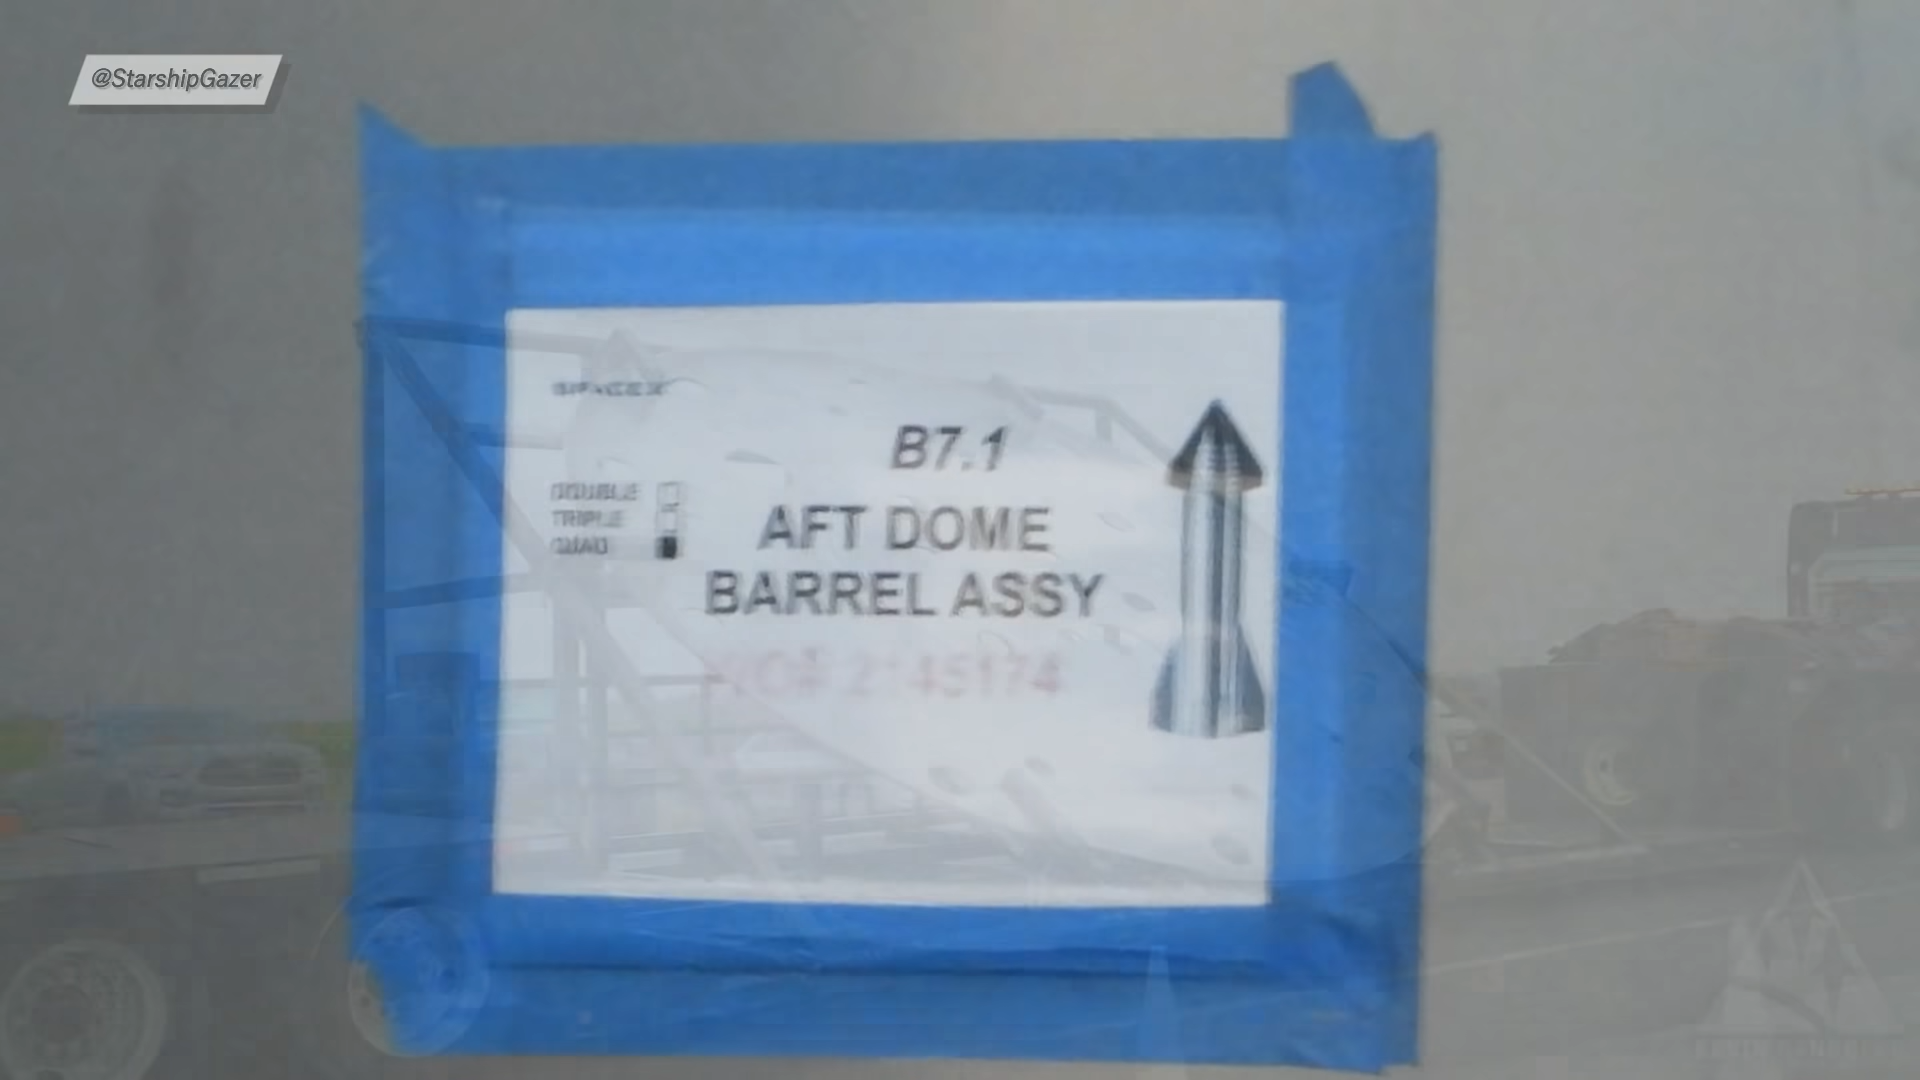 @StarshipGazer
SPACEX
B7.1
DOUBLE
TRIPLE
QUAD
AFT DOME
BARREL ASSY